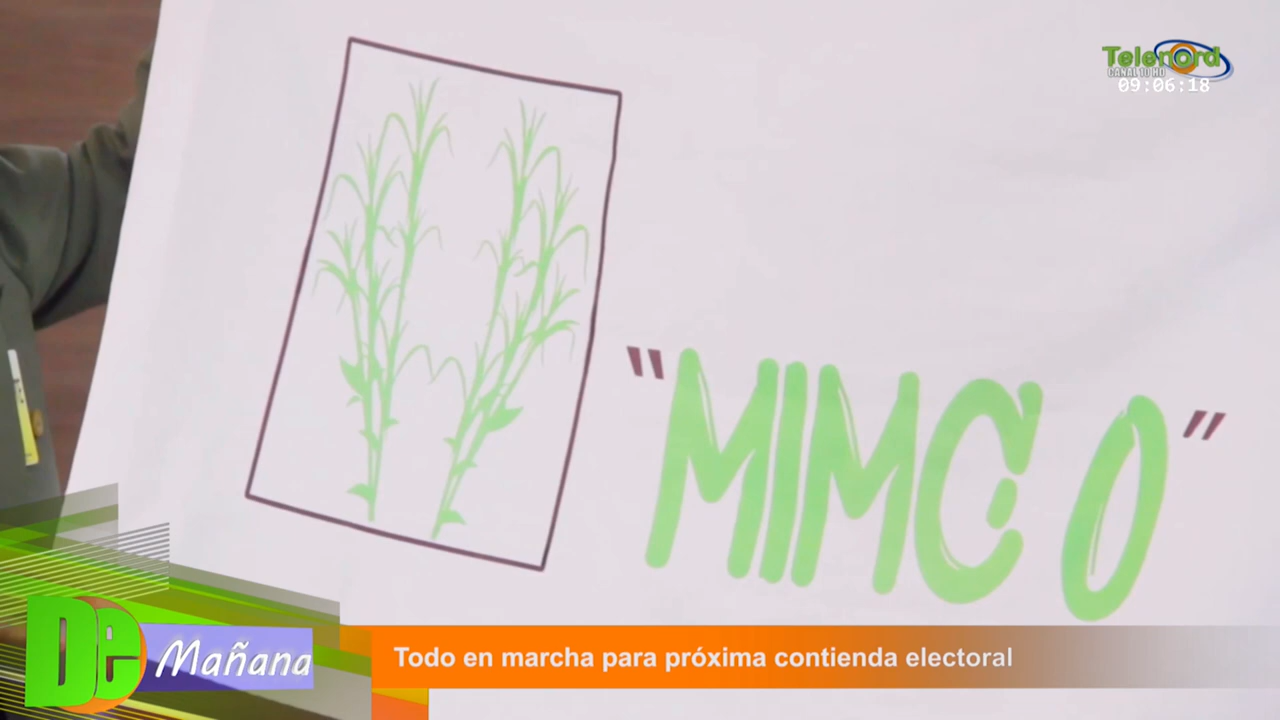 Telenord
CANAL 10 HD
09:06:18
"MIMC O"
De Mañana
Todo en marcha para próxima contienda electoral